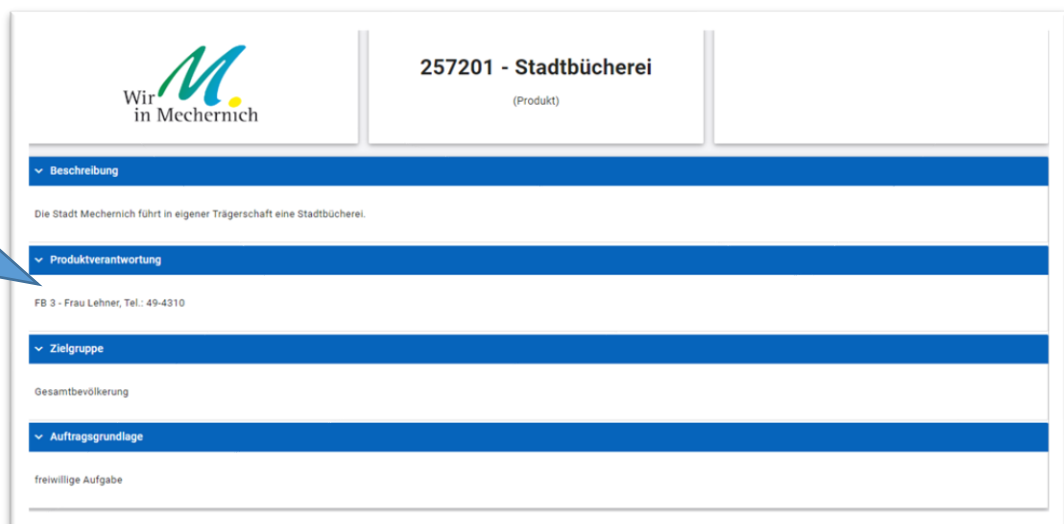 Wir
in Mechernich
257201 - Stadtbücherei
(Produkt)
Beschreibung
Die Stadt Mechernich führt in eigener Trägerschaft eine Stadtbücherei.
Produktverantwortung
FB 3 - Frau Lehner, Tel.: 49-4310
Zielgruppe
Gesamtbevölkerung
Auftragsgrundlage
freiwillige Aufgabe